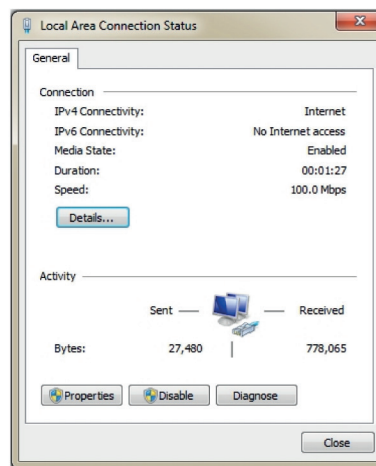 Local Area Connection Status
General
Connection
IPv4 Connectivity: Internet
IPv6 Connectivity: No Internet access
Media State: Enabled
Duration: 00:01:27
Speed: 100.0 Mbps
Details...
Activity
Sent Received
Bytes: 27,480 778,065
Properties Disable Diagnose
Close